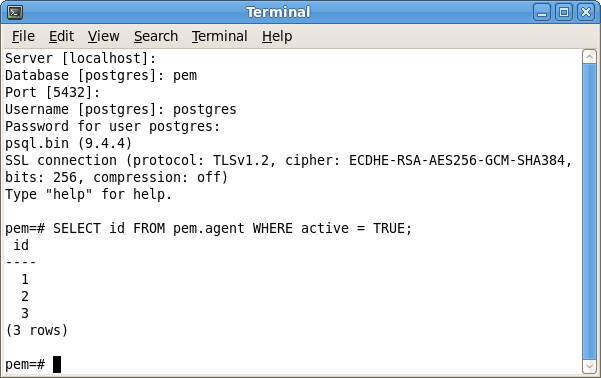 Terminal
File Edit View Search Terminal Help
Server [localhost]:
Database [postgres]: pem
Port [5432]:
Username [postgres]: postgres
Password for user postgres:
psql.bin (9.4.4)
SSL connection (protocol: TLSv1.2, cipher: ECDHE-RSA-AES256-GCM-SHA384,
bits: 256, compression: off)
Type "help" for help.

pem=# SELECT id FROM pem.agent WHERE active = TRUE;
 id
----
  1
  2
  3
(3 rows)

pem=#